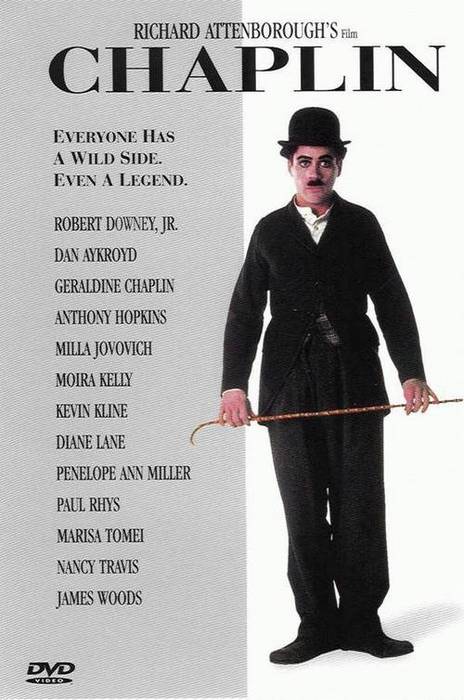 RICHARD ATTENBOROUGH'S Film
CHAPLIN
EVERYONE HAS
A WILD SIDE.
EVEN A LEGEND.
ROBERT DOWNEY, JR.
DAN AYKROYD
GERALDINE CHAPLIN
ANTHONY HOPKINS
MILLA JOVOVICH
MOIRA KELLY
KEVIN KLINE
DIANE LANE
PENELOPE ANN MILLER
PAUL RHYS
MARISA TOMEI
NANCY TRAVIS
JAMES WOODS
DVD
VIDEO